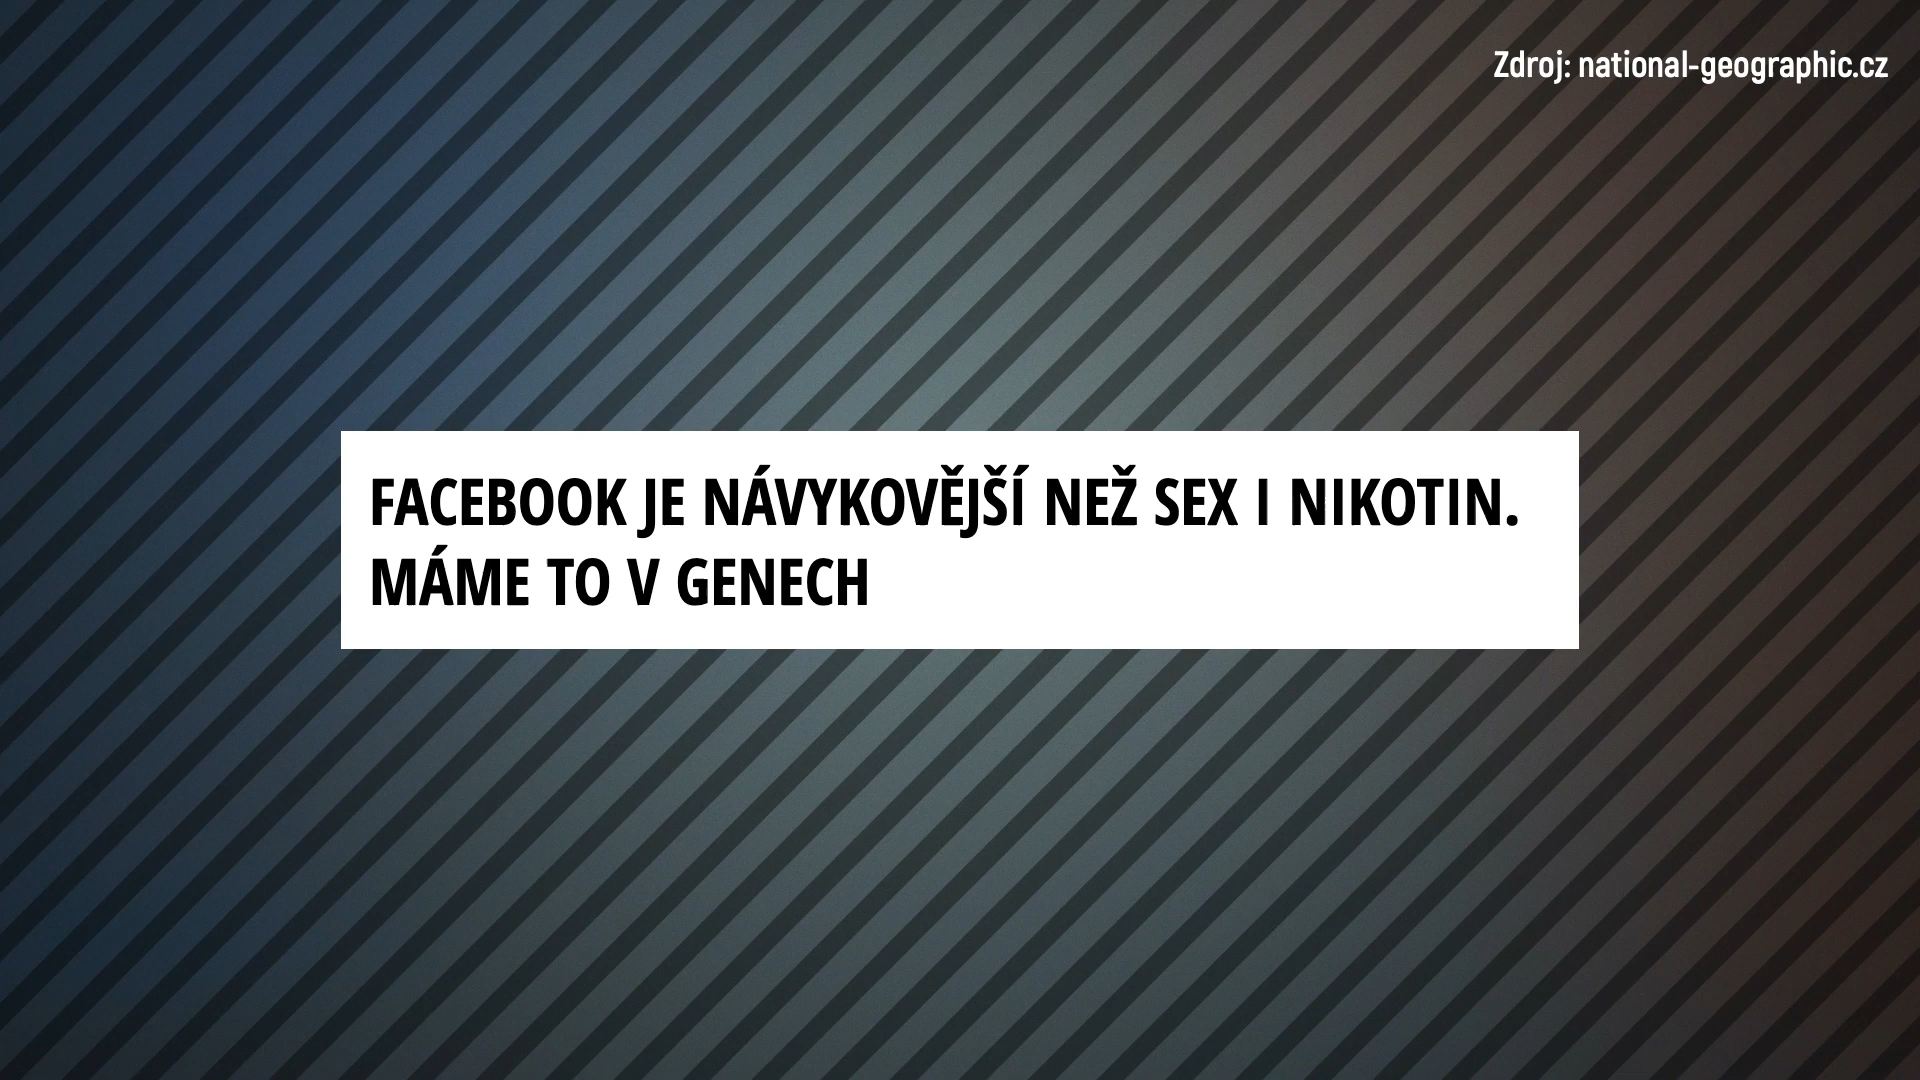 Zdroj: national-geographic.cz
FACEBOOK JE NÁVYKOVĚJŠÍ NEŽ SEX I NIKOTIN.
MÁME TO V GENECH